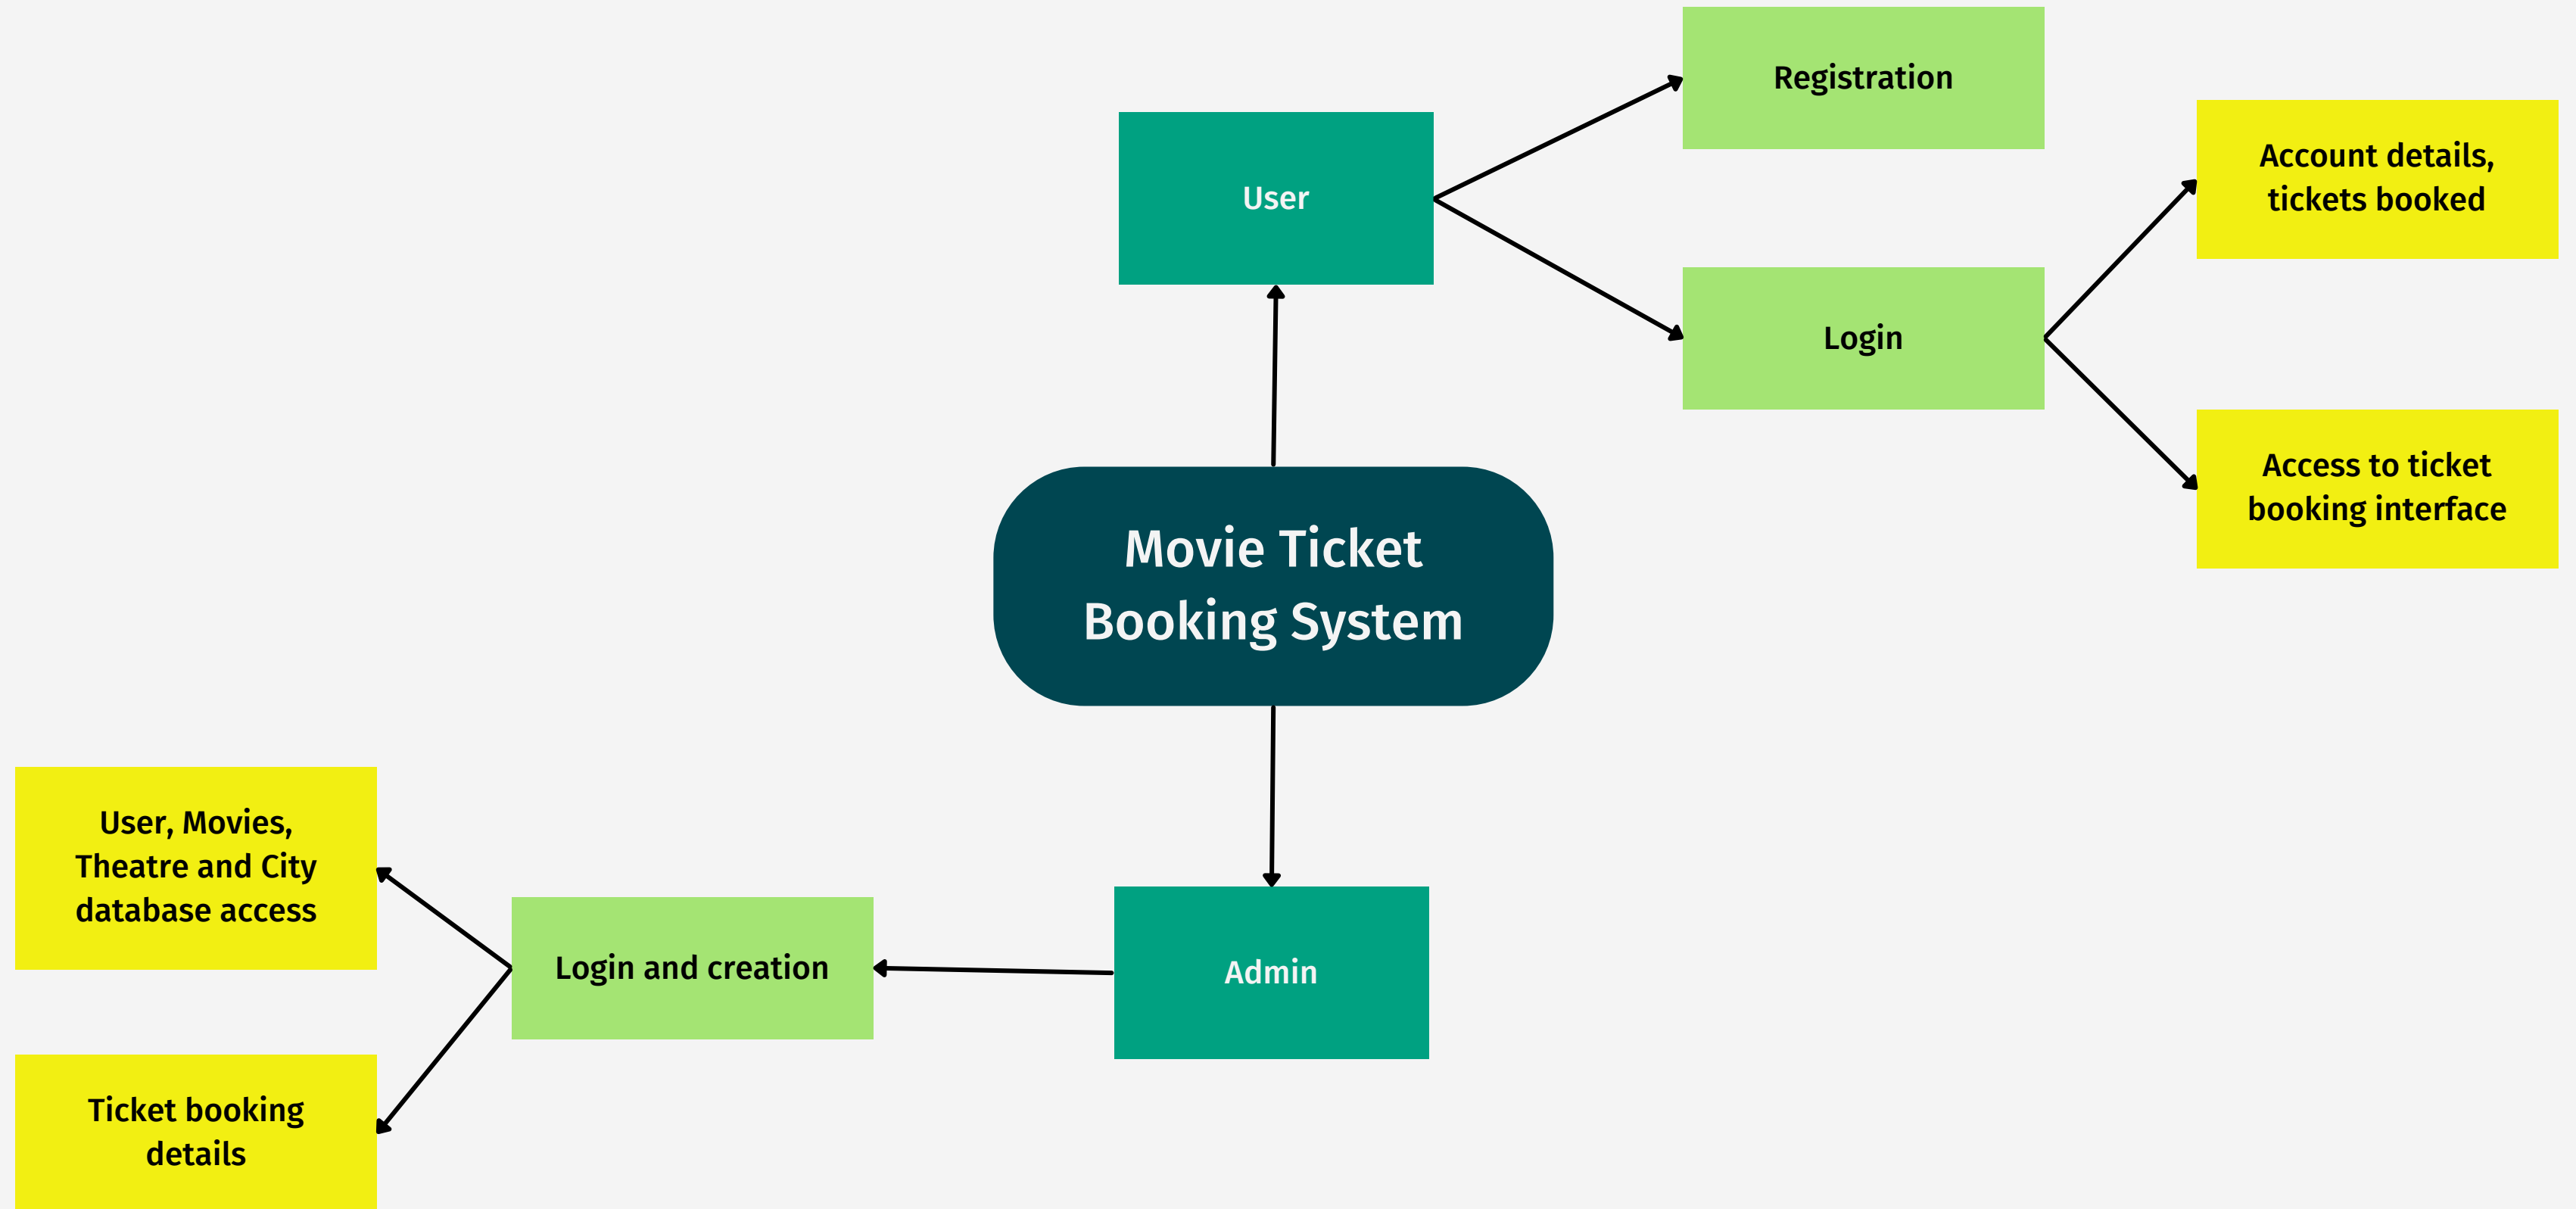 Registration
User
Account details,
tickets booked
Login
Access to ticket
booking interface
Movie Ticket
Booking System
User, Movies,
Theatre and City
database access
Login and creation
Admin
Ticket booking
details